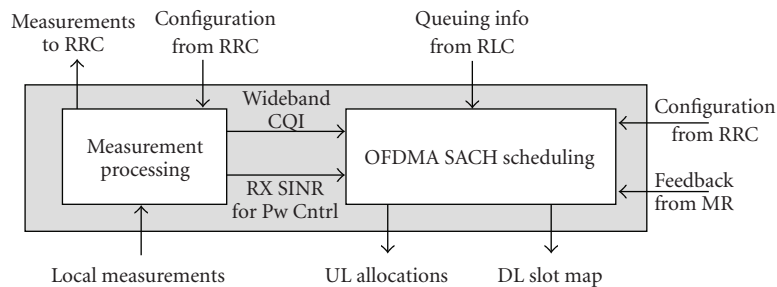 Measurements
to RRC
Configuration
from RRC
Queuing info
from RLC
Wideband
CQI
Configuration
from RRC
Measurement
processing
OFDMA SACH scheduling
RX SINR
for Pw Cntrl
Feedback
from MR
Local measurements
UL allocations
DL slot map